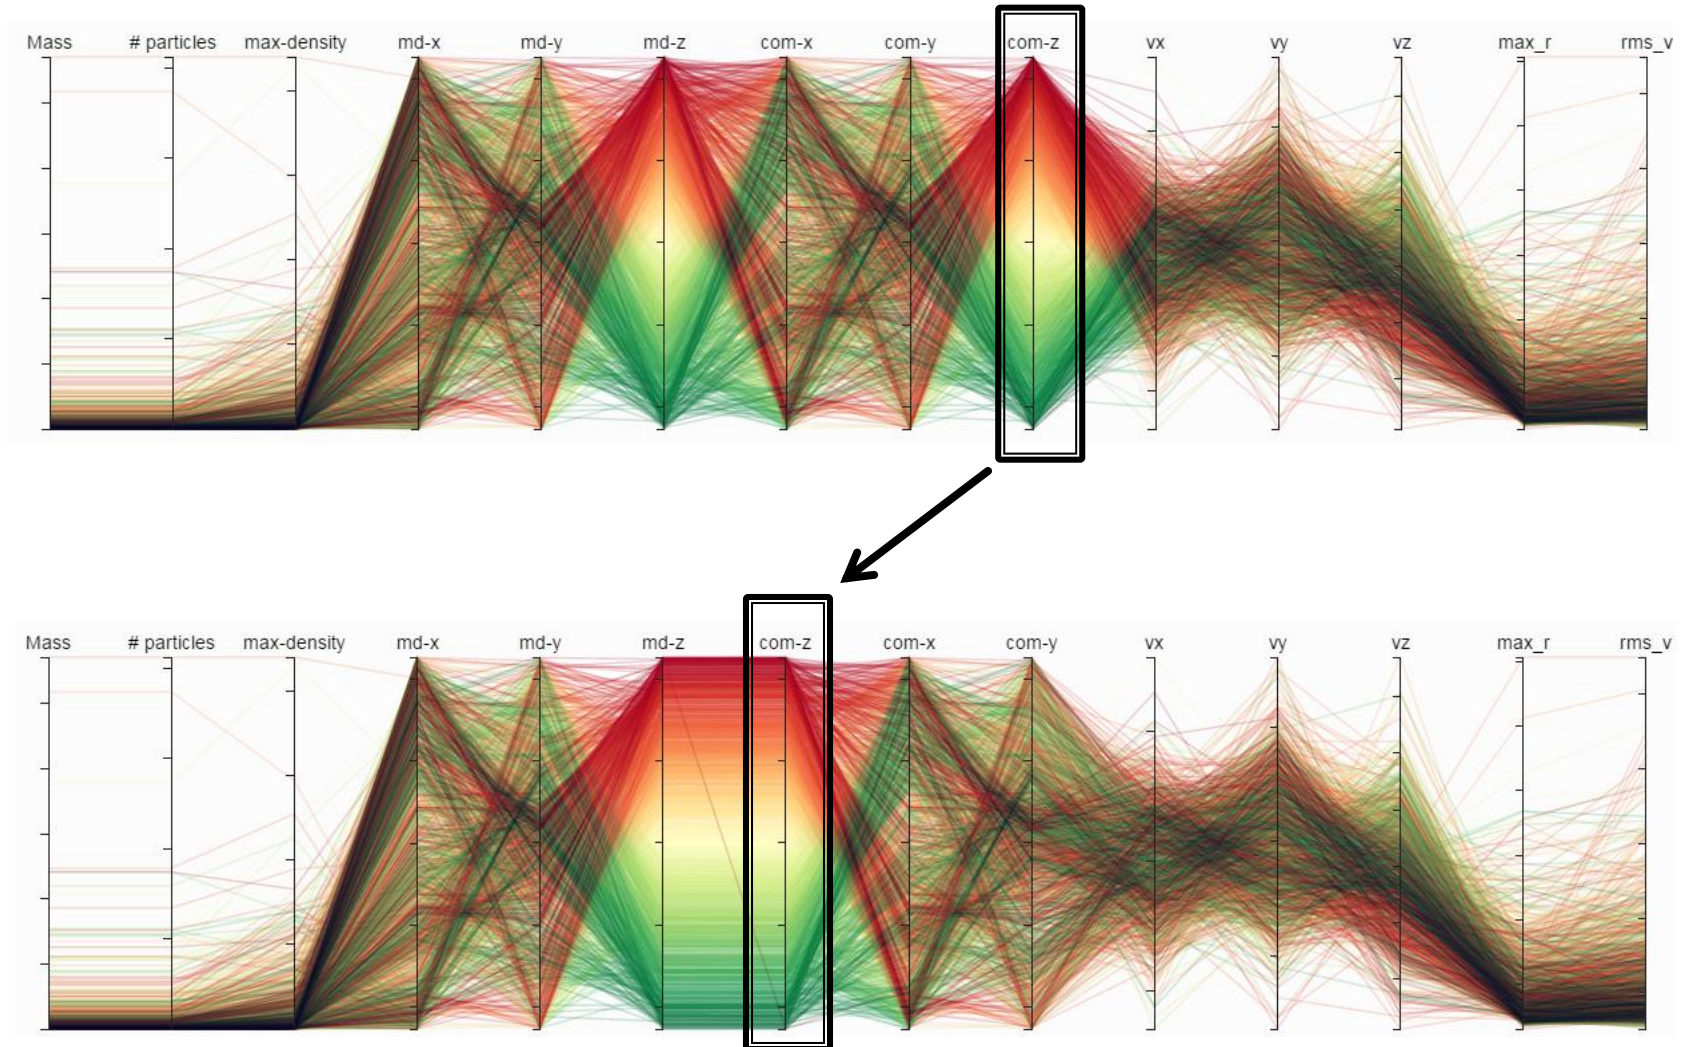 Mass # particles max-density md-x md-y md-z com-x com-y com-z vx vy vz max_r rms_v
Mass # particles max-density md-x md-y md-z com-z com-x com-y vx vy vz max_r rms_v